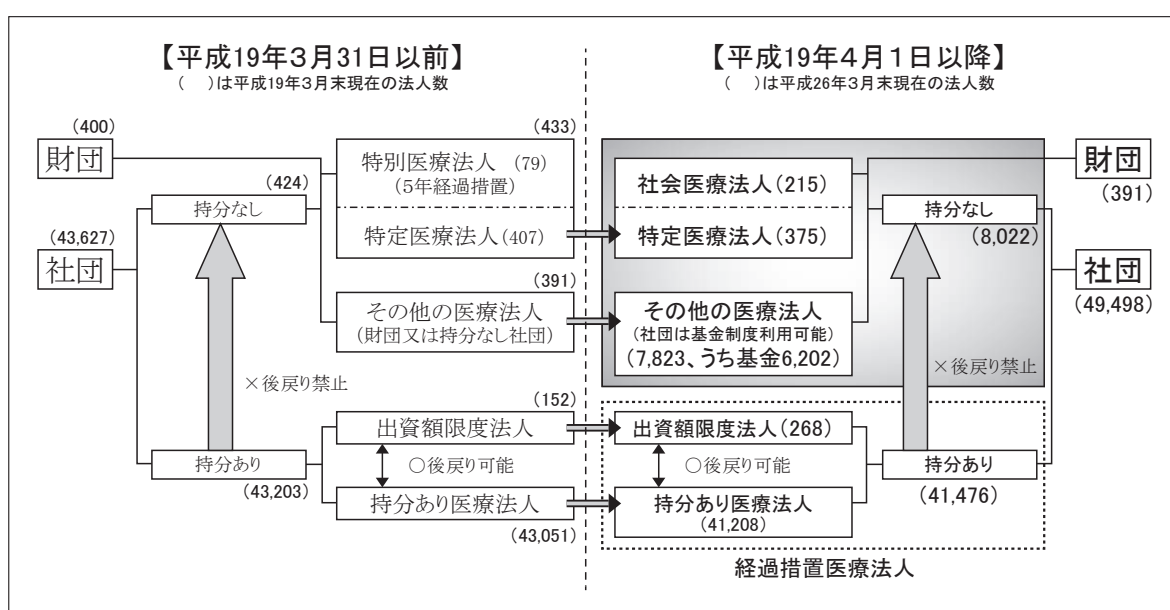 【平成19年3月31日以前】
(　)は平成19年3月末現在の法人数
(400)
財団
(43,627)
社団
(424)
持分なし
×後戻り禁止
持分あり
(43,203)
(433)
特別医療法人(79)
(5年経過措置)
特定医療法人(407)
(391)
その他の医療法人
(財団又は持分なし社団)
(152)
出資額限度法人
○後戻り可能
持分あり医療法人
(43,051)
【平成19年4月1日以降】
(　)は平成26年3月末現在の法人数
社会医療法人(215)
特定医療法人(375)
その他の医療法人
(社団は基金制度利用可能)
(7,823、うち基金6,202)
出資額限度法人(268)
○後戻り可能
持分あり医療法人
(41,208)
持分なし
(8,022)
×後戻り禁止
持分あり
(41,476)
財団
(391)
社団
(49,498)
経過措置医療法人